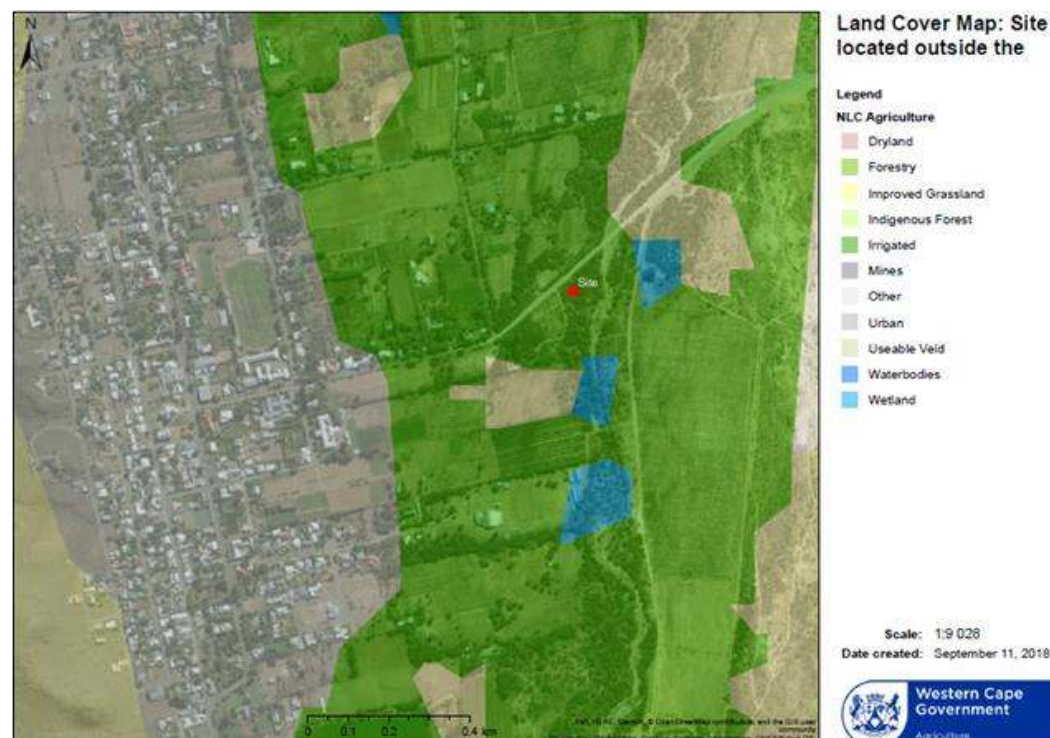 N
Site
0
0.1
0.2
0.4 km
Land Cover Map: Site
located outside the
Legend
NLC Agriculture
Dryland
Forestry
Improved Grassland
Indigenous Forest
Irrigated
Mines
Other
Urban
Useable Veld
Waterbodies
Wetland
Scale: 1:9 028
Date created: September 11, 2018
Western Cape
Government
Agriculture